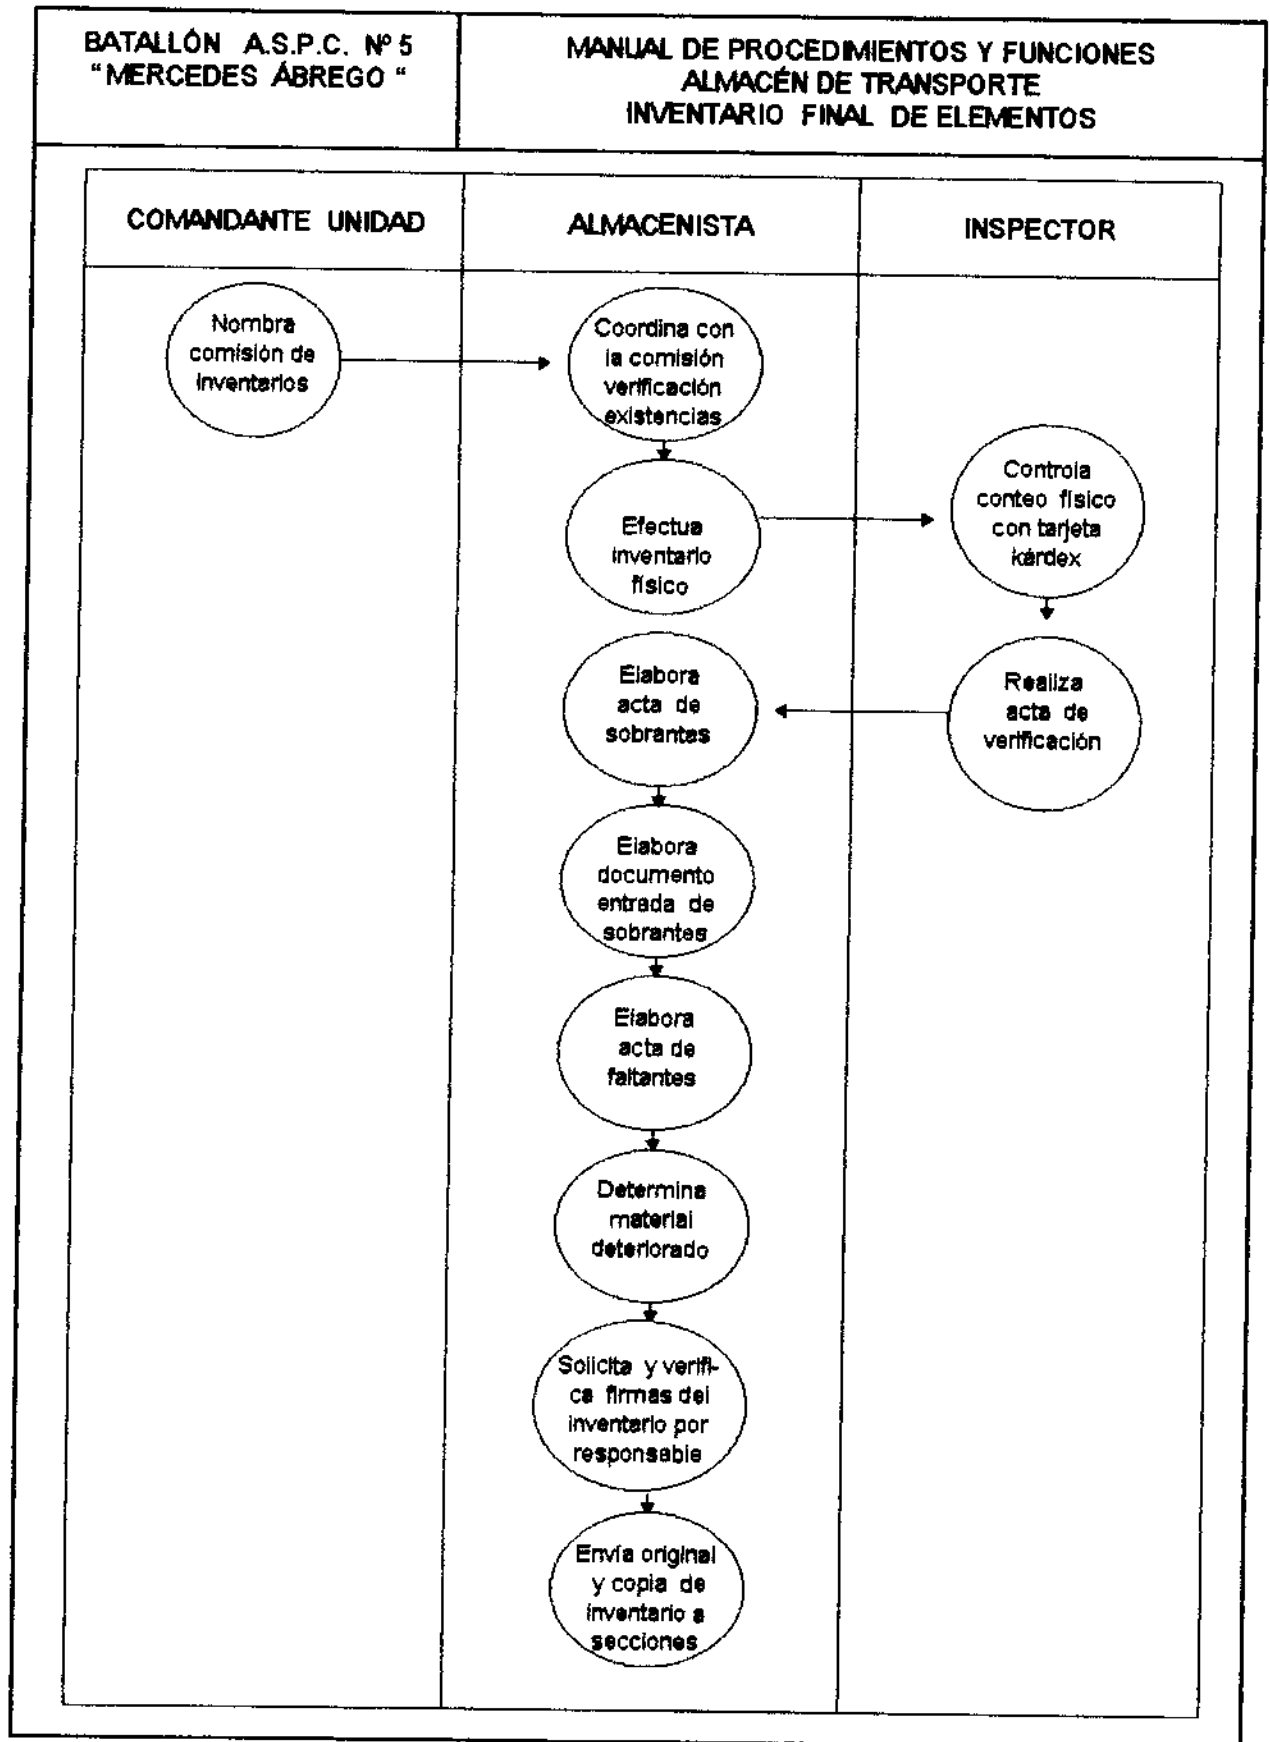 BATALLÓN A.S.P.C. Nº 5
“MERCEDES ÁBREGO “
MANUAL DE PROCEDIMIENTOS Y FUNCIONES
ALMACÉN DE TRANSPORTE
INVENTARIO FINAL DE ELEMENTOS
COMANDANTE UNIDAD
ALMACENISTA
INSPECTOR
Nombra
comisión de
inventarios
Coordina con
la comisión
verificación
existencias
Efectua
inventario
físico
Controla
conteo físico
con tarjeta
kárdex
Realiza
acta de
verificación
Elabora
acta de
sobrantes
Elabora
documento
entrada de
sobrantes
Elabora
acta de
faltantes
Determina
material
deteriorado
Solicita y verifi-
ca firmas del
inventario por
responsable
Envía original
y copia de
inventario a
secciones